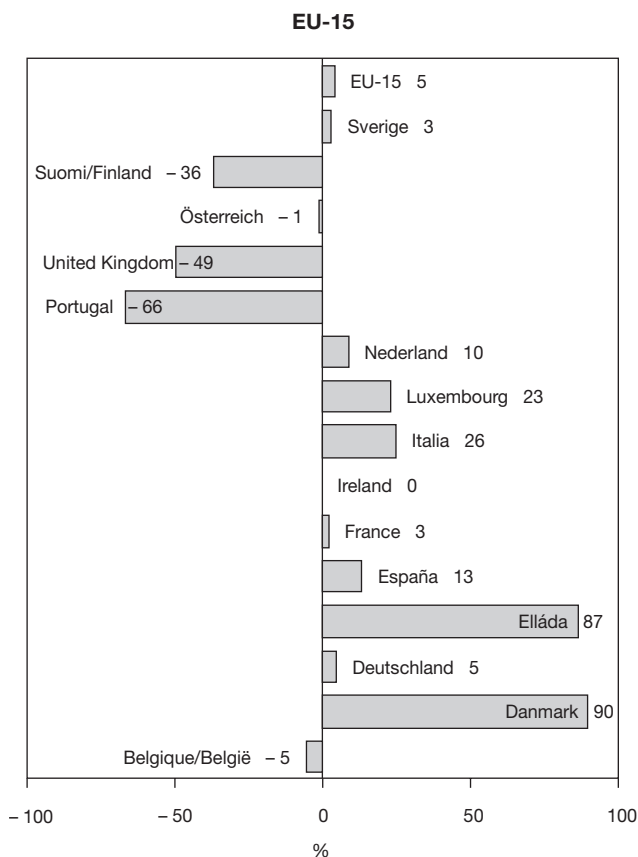 EU-15
EU-15 5
Sverige 3
Suomi/Finland – 36
Österreich – 1
United Kingdom – 49
Portugal – 66
Nederland 10
Luxembourg 23
Italia 26
Ireland 0
France 3
España 13
Elláda 87
Deutschland 5
Danmark 90
Belgique/België – 5
– 100 – 50 0 50 100
%